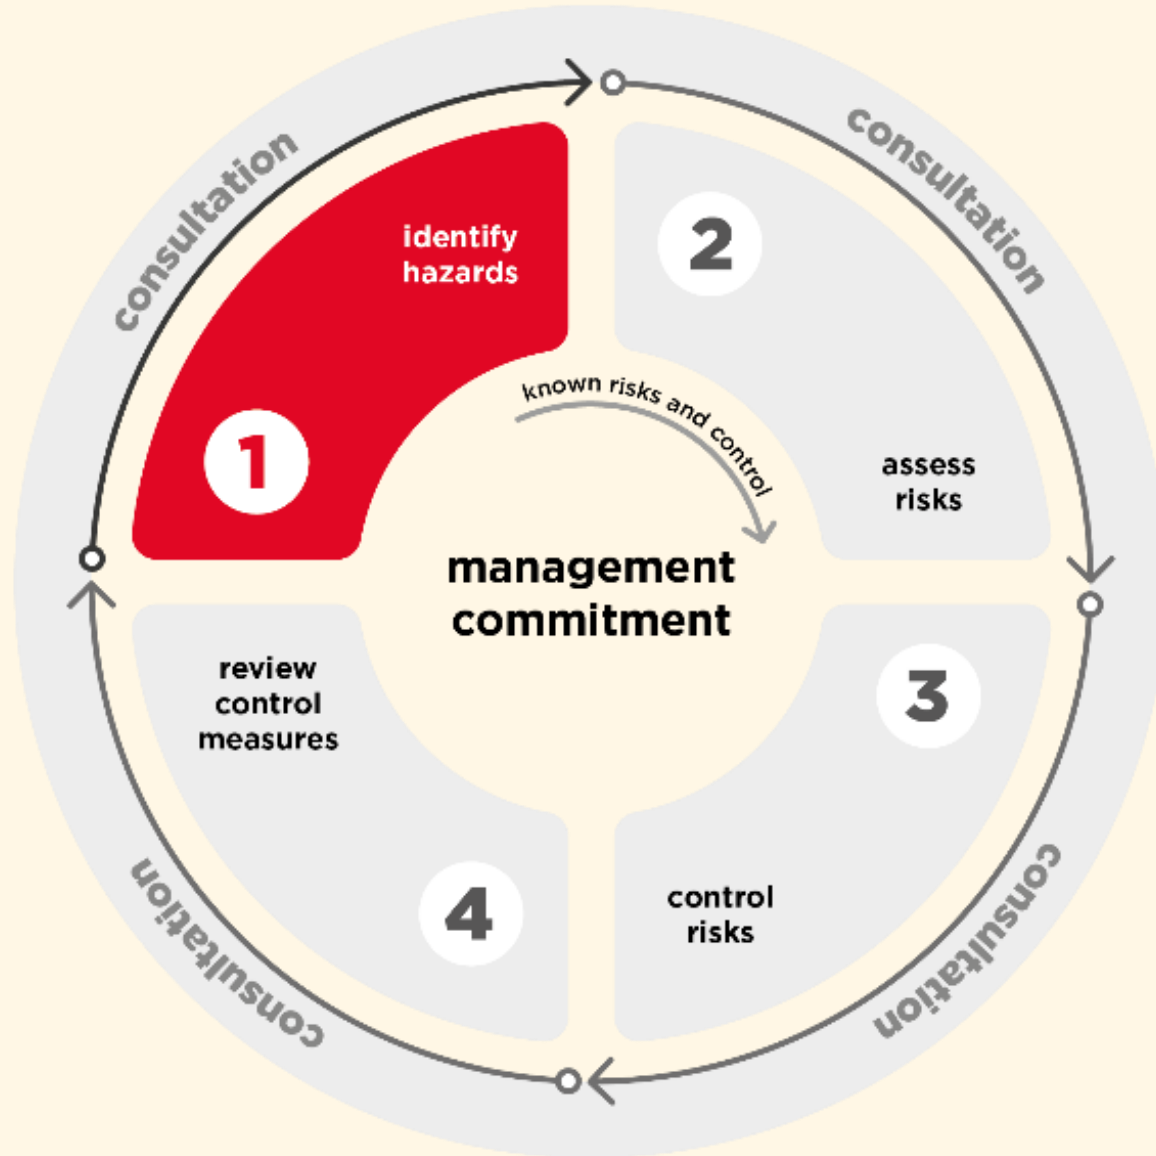 consultation
consultation
identify
hazards
1
2
assess
risks
known risks and control
management
commitment
3
control
risks
consultation
review
control
measures
4
consultation